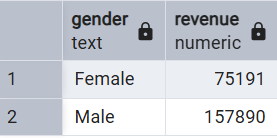 gender revenue
text numeric
1 Female 75191
2 Male 157890